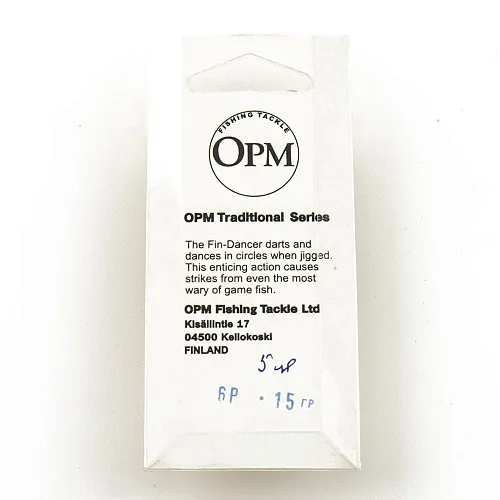 FISHING TACKLE
OPM
OPM Traditional Series
The Fin-Dancer darts and
dances in circles when jigged.
This enticing action causes
strikes from even the most
wary of game fish.
OPM Fishing Tackle Ltd
Kisällintie 17
04500 Kellokoski
FINLAND
5
6Р · 15 ГР